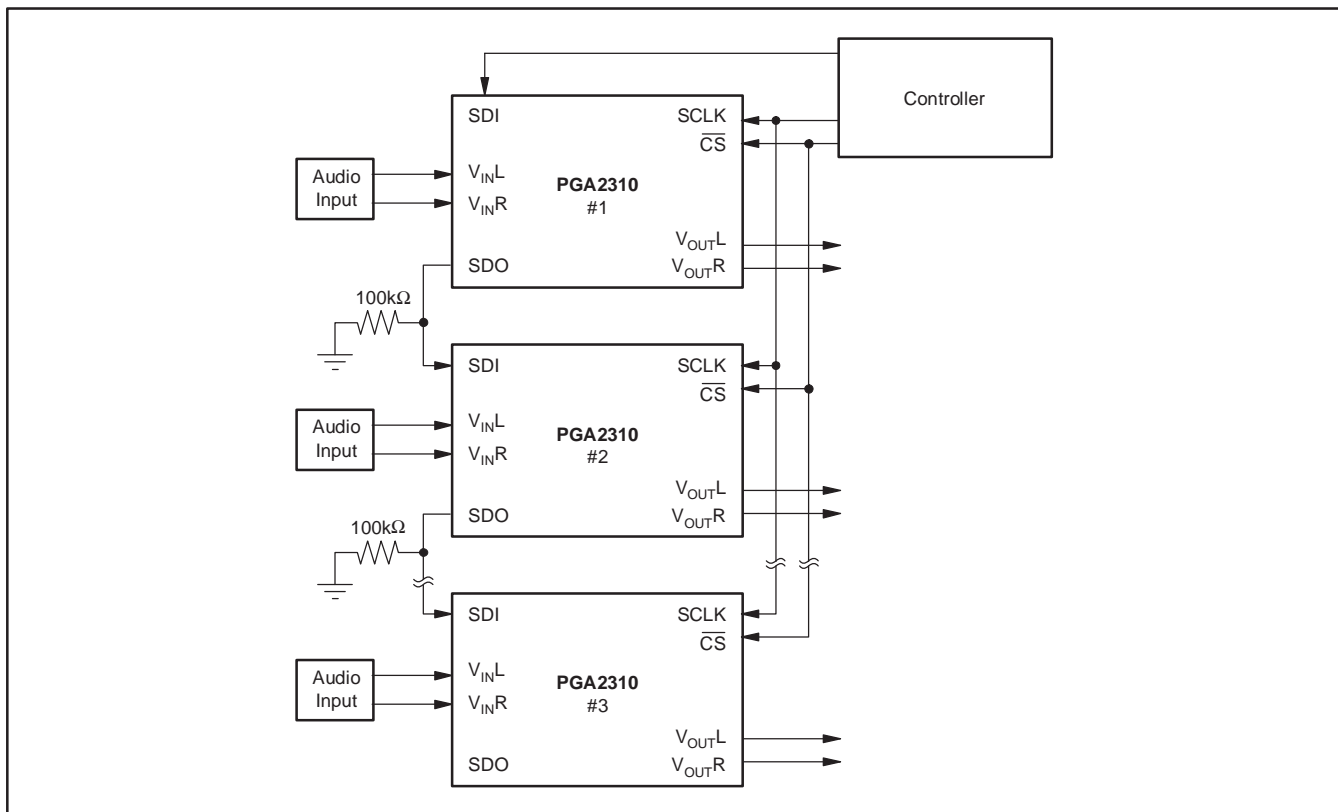 Controller
SDI
SCLK
CS
Audio
Input
VINL
VINR
PGA2310
#1
VOUTL
VOUTR
SDO
100kΩ
SDI
SCLK
CS
Audio
Input
VINL
VINR
PGA2310
#2
VOUTL
VOUTR
SDO
100kΩ
SDI
SCLK
CS
Audio
Input
VINL
VINR
PGA2310
#3
VOUTL
VOUTR
SDO